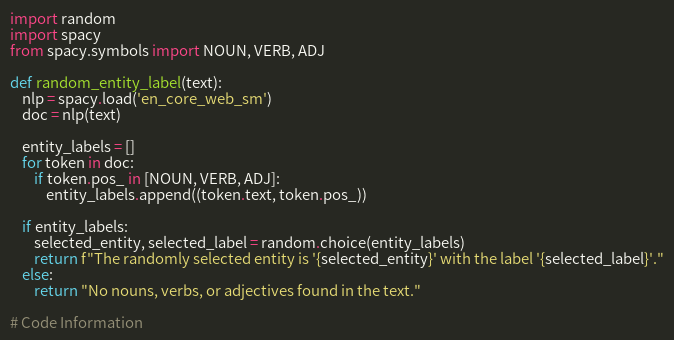 import random
import spacy
from spacy.symbols import NOUN, VERB, ADJ

def random_entity_label(text):
    nlp = spacy.load('en_core_web_sm')
    doc = nlp(text)

    entity_labels = []
    for token in doc:
        if token.pos_ in [NOUN, VERB, ADJ]:
            entity_labels.append((token.text, token.pos_))

    if entity_labels:
        selected_entity, selected_label = random.choice(entity_labels)
        return f"The randomly selected entity is '{selected_entity}' with the label '{selected_label}'."
    else:
        return "No nouns, verbs, or adjectives found in the text."

# Code Information